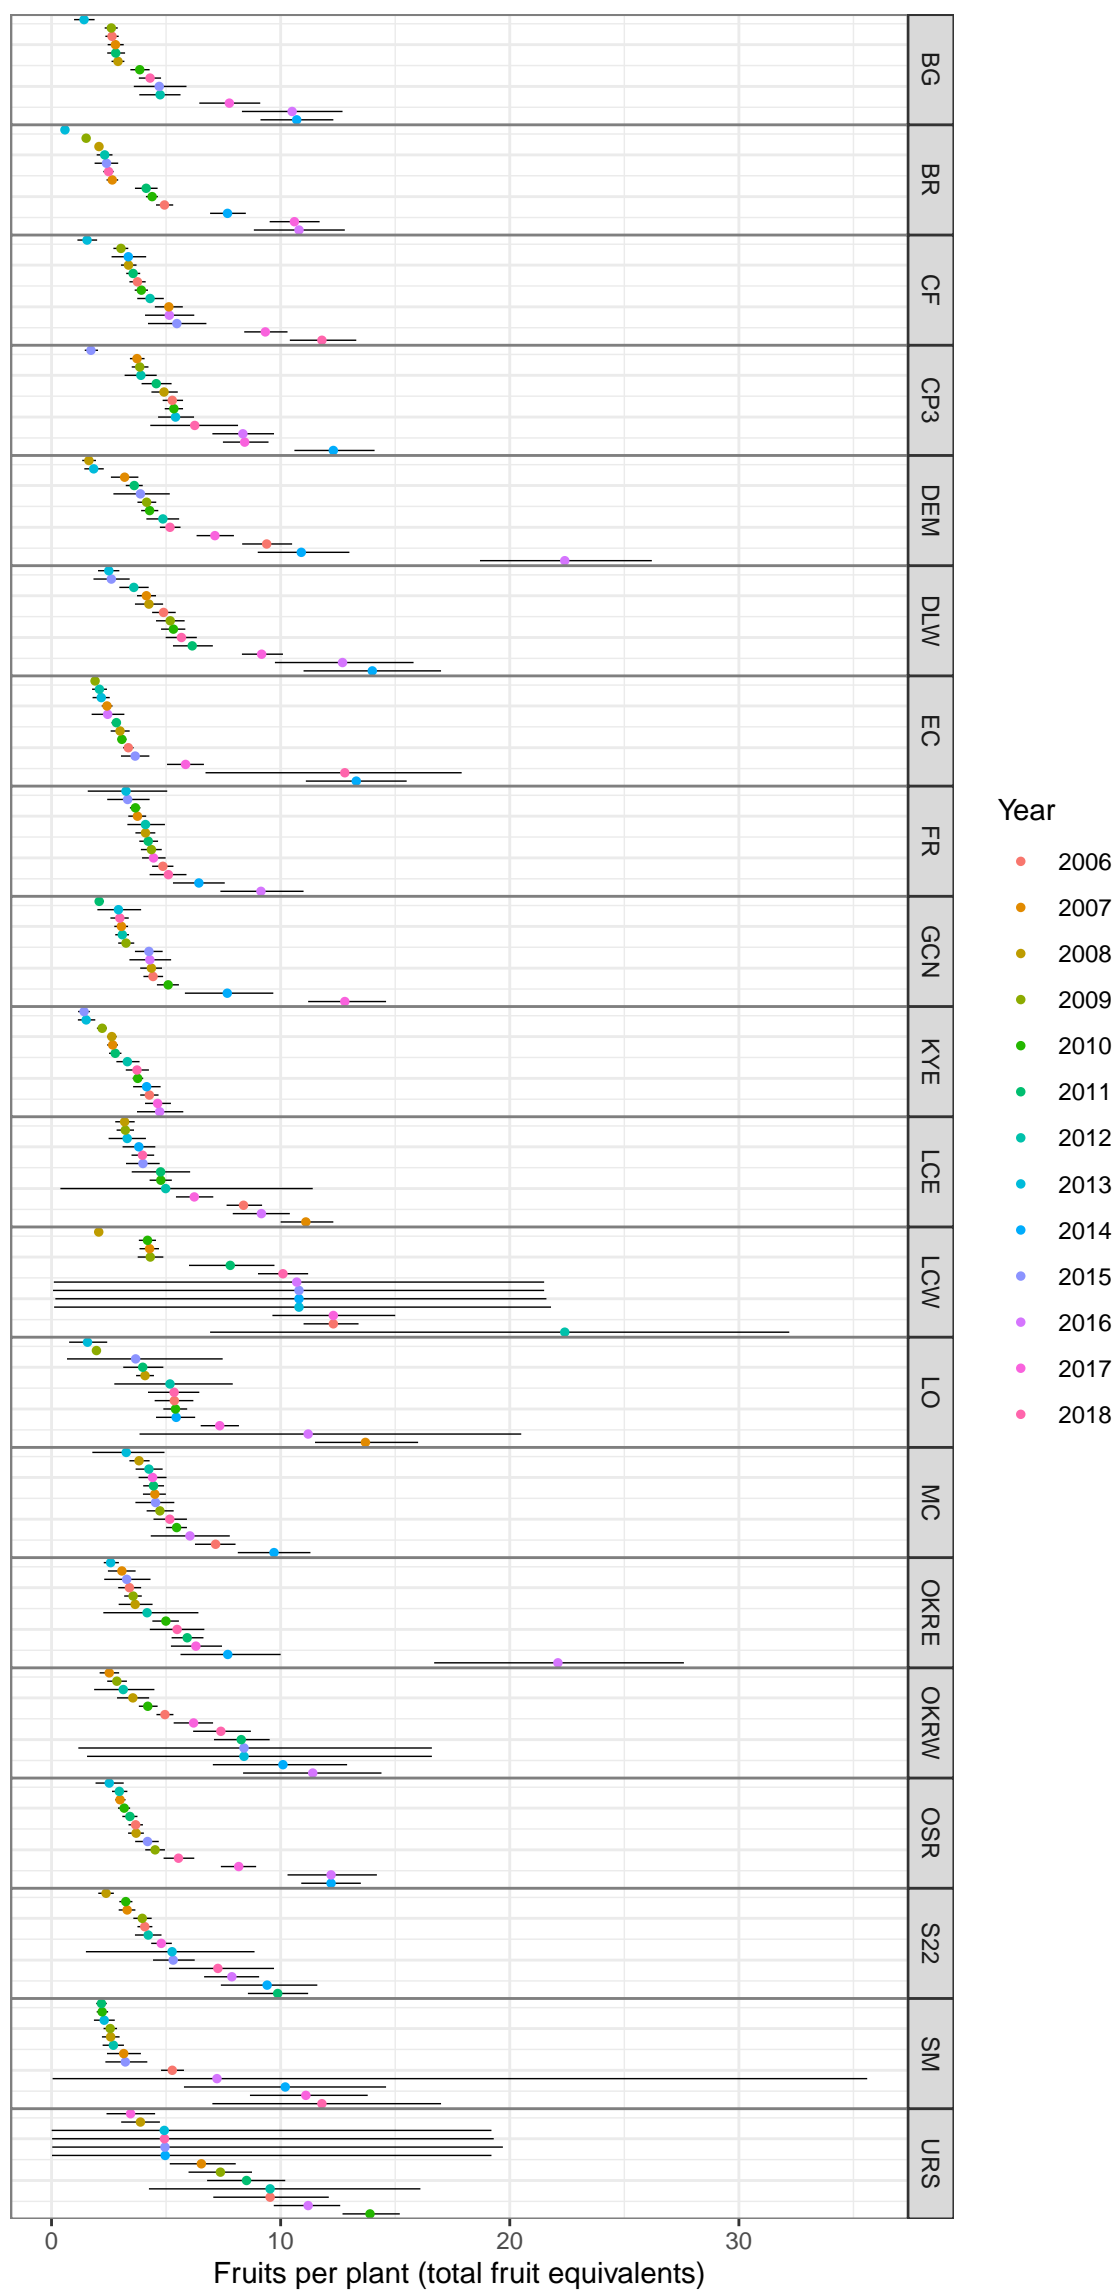 BG
BR
CF
CP3
DEM
DLW
EC
FR
GCN
KYE
LCE
LCW
LO
MC
OKRE
OKRW
OSR
S22
SM
URS
0
10
20
30
Fruits per plant (total fruit equivalents)
Year
2006
2007
2008
2009
2010
2011
2012
2013
2014
2015
2016
2017
2018